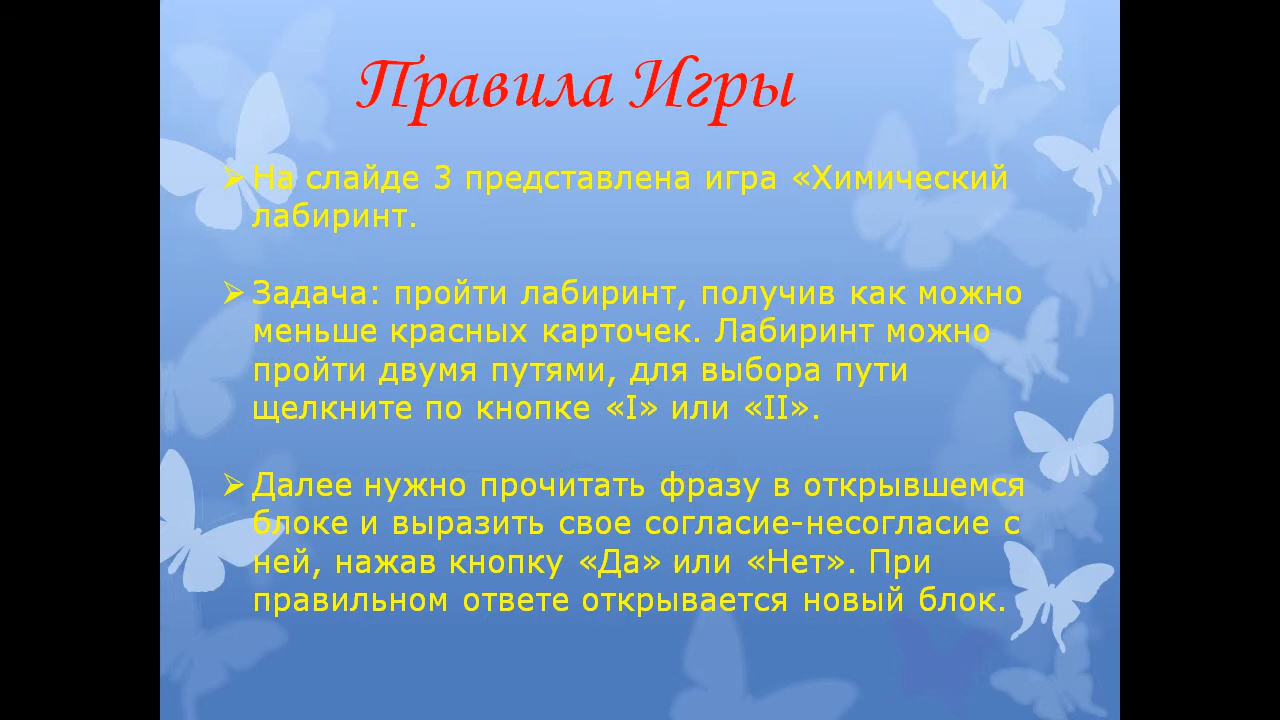 Правила Игры
На слайде 3 представлена игра «Химический
лабиринт.
Задача: пройти лабиринт, получив как можно
меньше красных карточек. Лабиринт можно
пройти двумя путями, для выбора пути
щелкните по кнопке «I» или «II».
Далее нужно прочитать фразу в открывшемся
блоке и выразить свое согласие-несогласие с
ней, нажав кнопку «Да» или «Нет». При
правильном ответе открывается новый блок.